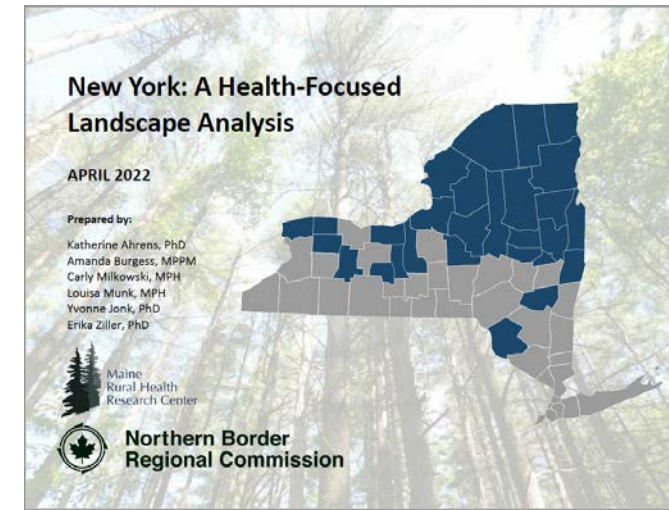 New York: A Health-Focused
Landscape Analysis
APRIL 2022
Prepared by:
Katherine Ahrens, PhD
Amanda Burgess, MPPM
Carly Milkowski, MPH
Louisa Munk, MPH
Yvonne Jonk, PhD
Erika Ziller, PhD
Maine
Rural Health
Research Center
Northern Border
Regional Commission